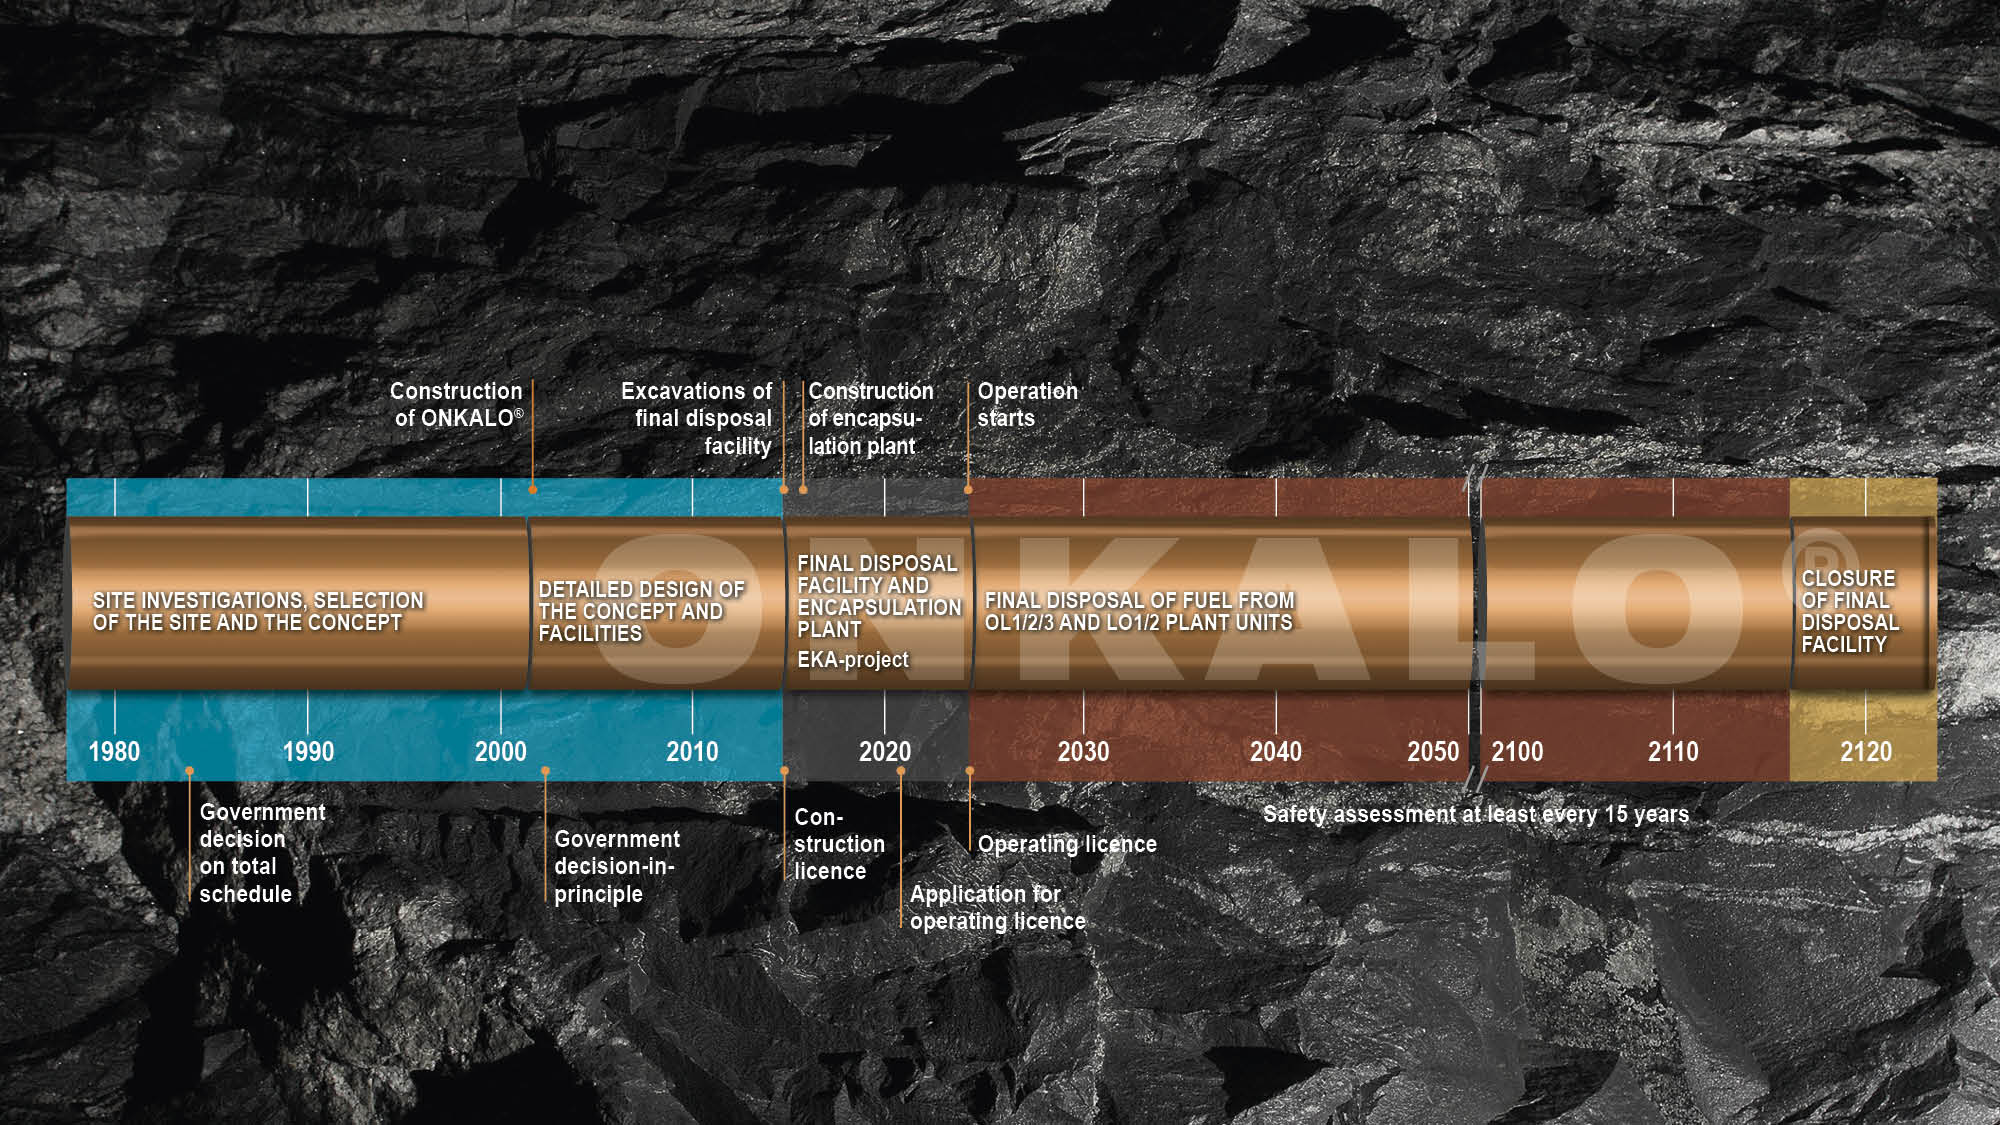 Construction
of ONKALO®
Excavations of
final disposal
facility
Construction
of encapsu-
lation plant
Operation
starts
ONKALO®
SITE INVESTIGATIONS, SELECTION
OF THE SITE AND THE CONCEPT
DETAILED DESIGN OF
THE CONCEPT AND
FACILITIES
FINAL DISPOSAL
FACILITY AND
ENCAPSULATION
PLANT
EKA-project
FINAL DISPOSAL OF FUEL FROM
OL1/2/3 AND LO1/2 PLANT UNITS
CLOSURE
OF FINAL
DISPOSAL
FACILITY
1980 1990 2000 2010 2020 2030 2040 2050 2100 2110 2120
Government
decision
on total
schedule
Government
decision-in-
principle
Con-
struction
licence
Application for
operating licence
Operating licence
Safety assessment at least every 15 years